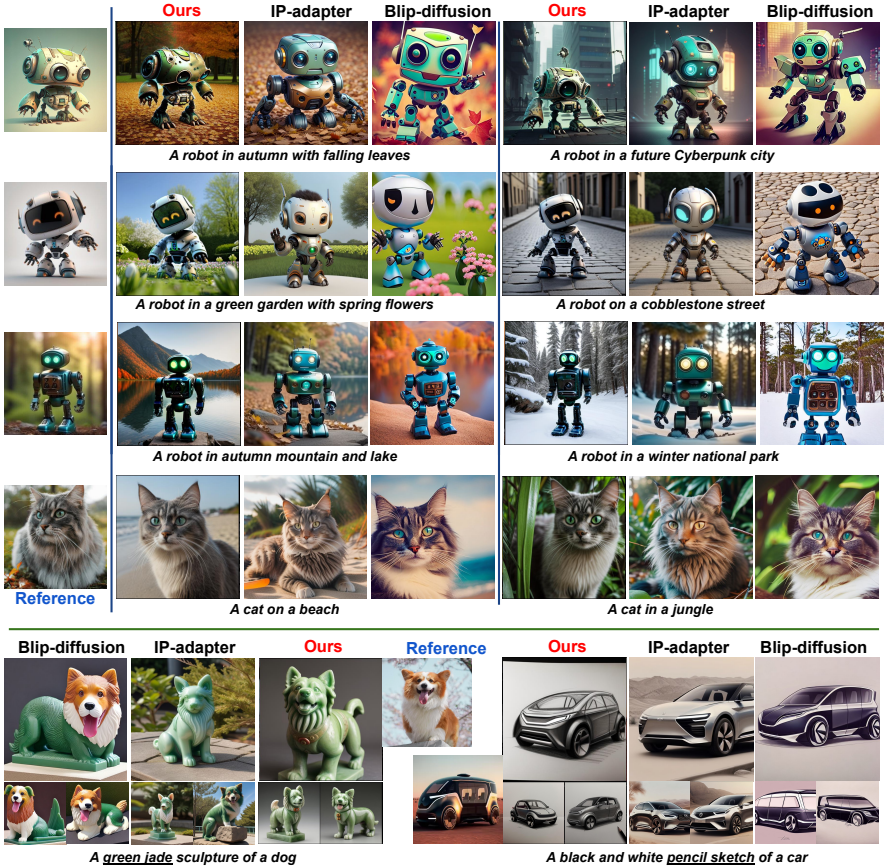 Ours IP-adapter Blip-diffusion Ours IP-adapter Blip-diffusion
A robot in autumn with falling leaves
A robot in a future Cyberpunk city
A robot in a green garden with spring flowers
A robot on a cobblestone street
A robot in autumn mountain and lake
A robot in a winter national park
Reference
A cat on a beach
A cat in a jungle
Blip-diffusion IP-adapter Ours Reference Ours IP-adapter Blip-diffusion
A green jade sculpture of a dog
A black and white pencil sketch of a car